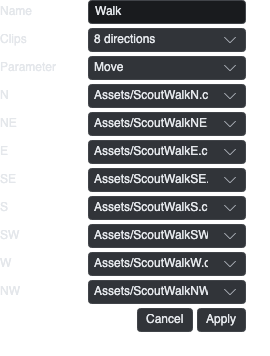 Name Walk
Clips 8 directions
Parameter Move
N Assets/ScoutWalkN.c
NE Assets/ScoutWalkNE
E Assets/ScoutWalkE.c
SE Assets/ScoutWalkSE.
S Assets/ScoutWalkS.c
SW Assets/ScoutWalkSW
W Assets/ScoutWalkW.c
NW Assets/ScoutWalkNW
Cancel Apply